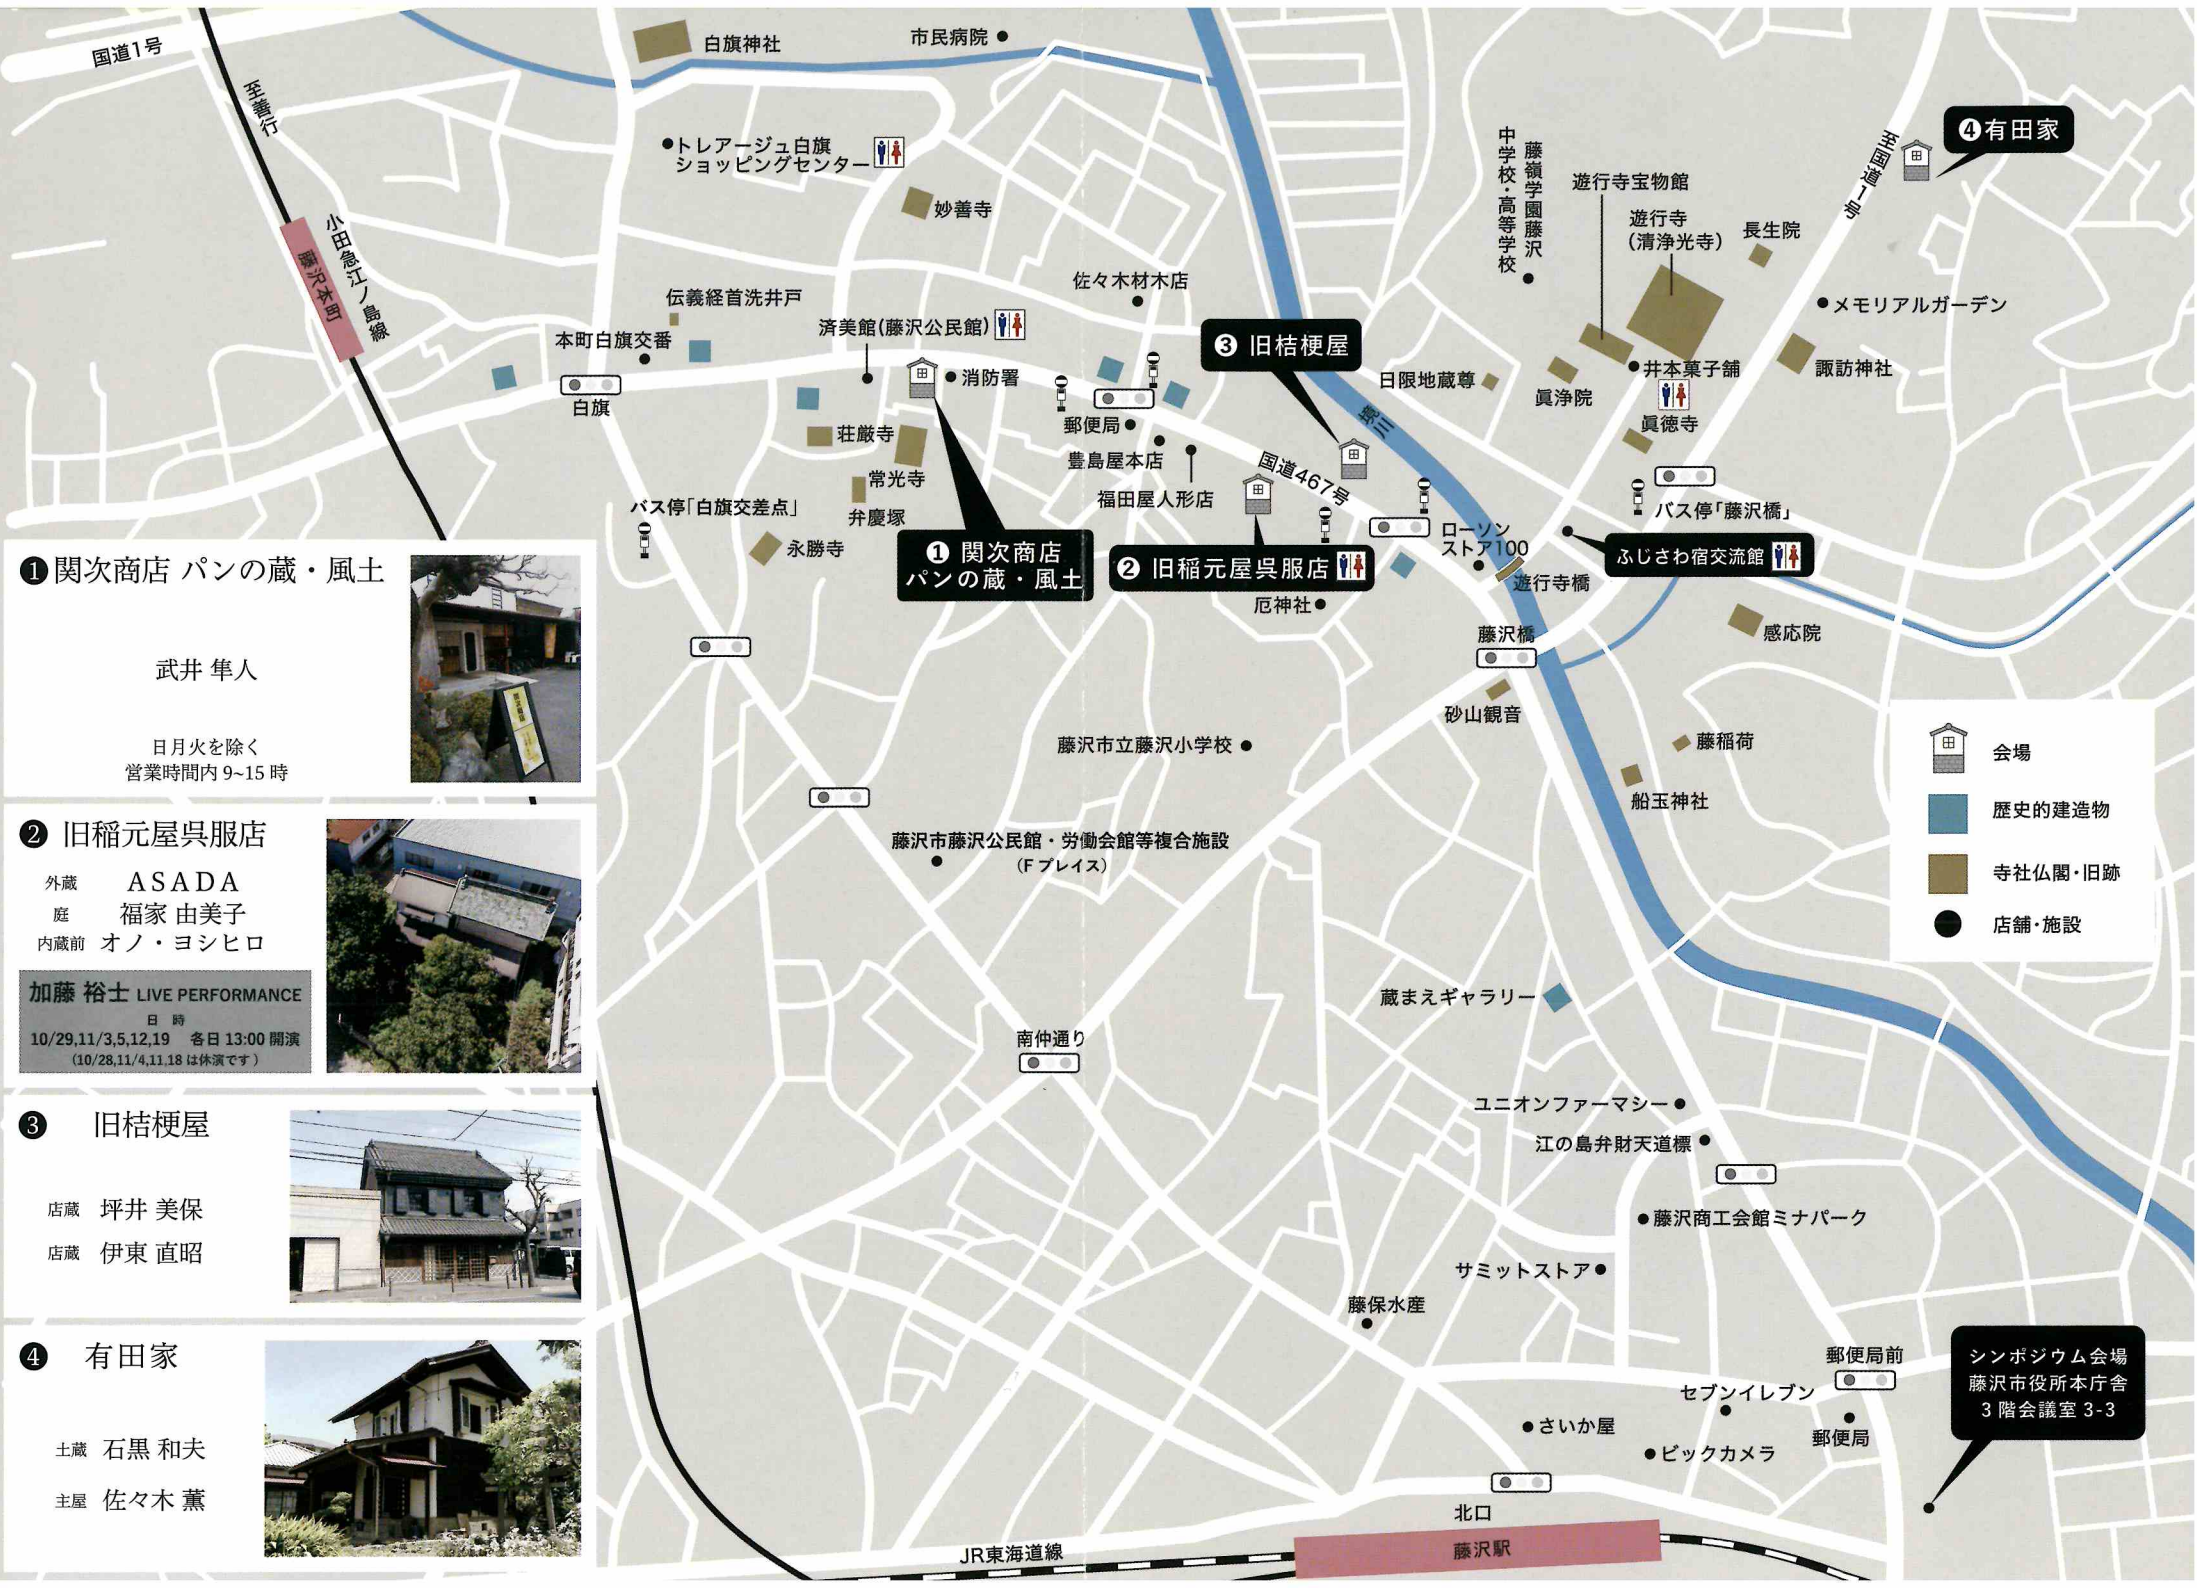 国道1号
至善行
小田急江ノ島線
藤沢本町
白旗神社
市民病院
トレアージュ白旗
ショッピングセンター
妙善寺
伝義経首洗井戸
本町白旗交番
白旗
済美館(藤沢公民館)
消防署
荘厳寺
常光寺
弁慶塚
永勝寺
バス停「白旗交差点」
❶ 関次商店
パンの蔵・風土
佐々木材木店
郵便局
豊島屋本店
福田屋人形店
国道467号
❸ 旧桔梗屋
❷ 旧稲元屋呉服店
厄神社
境川
日限地蔵尊
藤嶺学園藤沢
中学校・高等学校
遊行寺宝物館
遊行寺
(清浄光寺)
長生院
至国道1号
❹有田家
メモリアルガーデン
諏訪神社
井本菓子舗
眞浄院
眞徳寺
バス停「藤沢橋」
ローソン
ストア100
遊行寺橋
ふじさわ宿交流館
藤沢橋
感応院
砂山観音
藤稲荷
船玉神社
藤沢市立藤沢小学校
藤沢市藤沢公民館・労働会館等複合施設
(Fプレイス)
南仲通り
蔵まえギャラリー
ユニオンファーマシー
江の島弁財天道標
藤沢商工会館ミナパーク
サミットストア
藤保水産
郵便局前
セブンイレブン
郵便局
さいか屋
ビックカメラ
北口
藤沢駅
JR東海道線
シンポジウム会場
藤沢市役所本庁舎
3階会議室 3-3
会場
歴史的建造物
寺社仏閣・旧跡
店舗・施設
❶関次商店 パンの蔵・風土
武井 隼人
日月火を除く
営業時間内 9~15 時
❷ 旧稲元屋呉服店
外蔵 ASADA
庭 福家 由美子
内蔵前 オノ・ヨシヒロ
加藤 裕士 LIVE PERFORMANCE
日 時
10/29,11/3,5,12,19 各日 13:00 開演
(10/28,11/4,11.18 は休演です)
❸ 旧桔梗屋
店蔵 坪井 美保
店蔵 伊東 直昭
❹ 有田家
土蔵 石黒 和夫
主屋 佐々木 薫